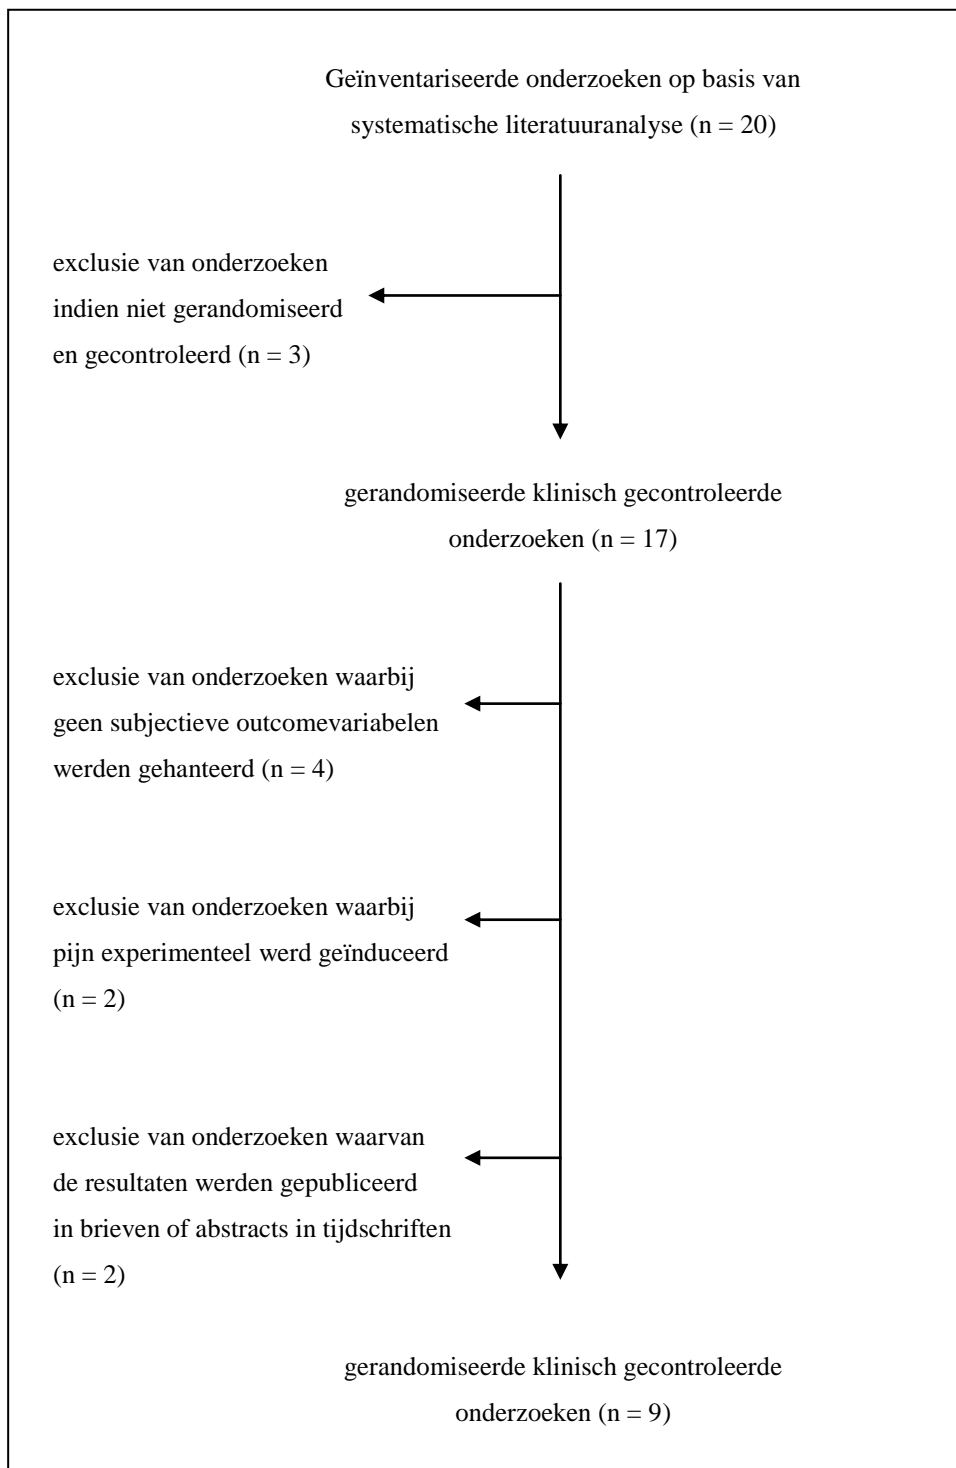 Geïnventariseerde onderzoeken op basis van
systematische literatuuranalyse (n = 20)
exclusie van onderzoeken
indien niet gerandomiseerd
en gecontroleerd (n = 3)
gerandomiseerde klinisch gecontroleerde
onderzoeken (n = 17)
exclusie van onderzoeken waarbij
geen subjectieve outcomevariabelen
werden gehanteerd (n = 4)
exclusie van onderzoeken waarbij
pijn experimenteel werd geïnduceerd
(n = 2)
exclusie van onderzoeken waarvan
de resultaten werden gepubliceerd
in brieven of abstracts in tijdschriften
(n = 2)
gerandomiseerde klinisch gecontroleerde
onderzoeken (n = 9)